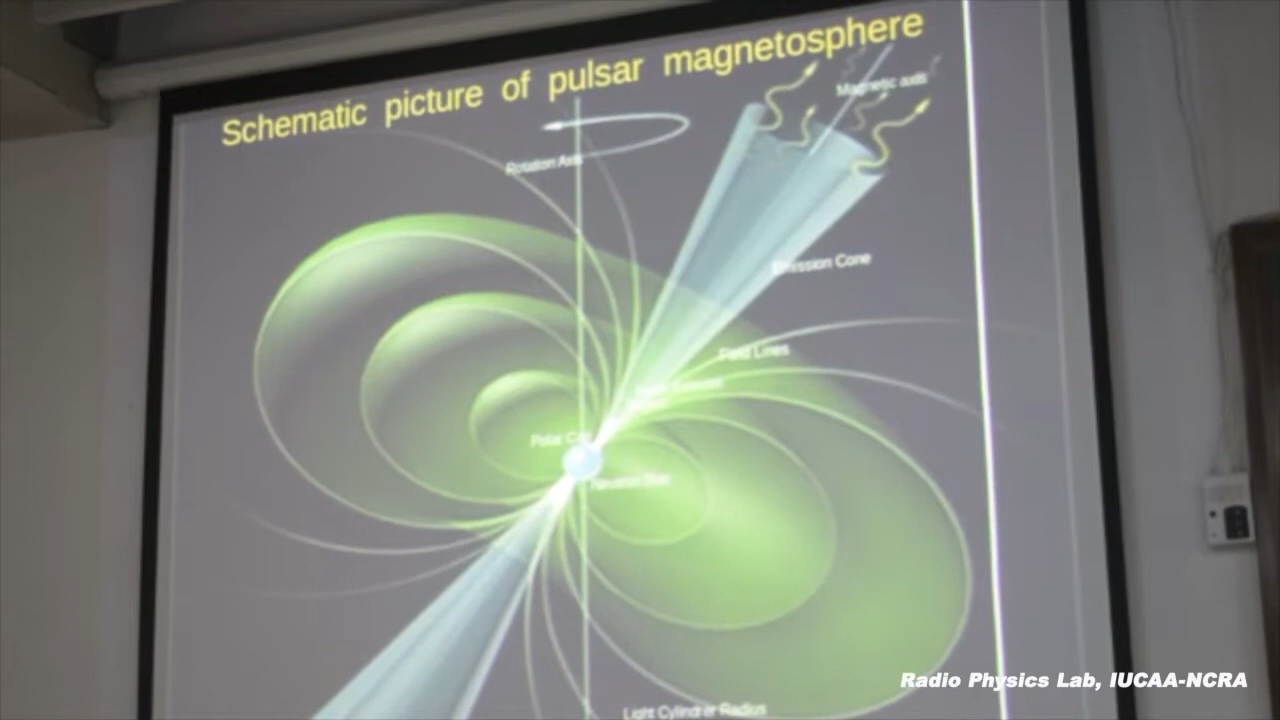 Schematic picture of pulsar magnetosphere
Magnetic axis
Rotation Axis
Emission Cone
Field Lines
Polar Cap
Neutron Star
Light Cylinder Radius
Radio Physics Lab, IUCAA-NCRA